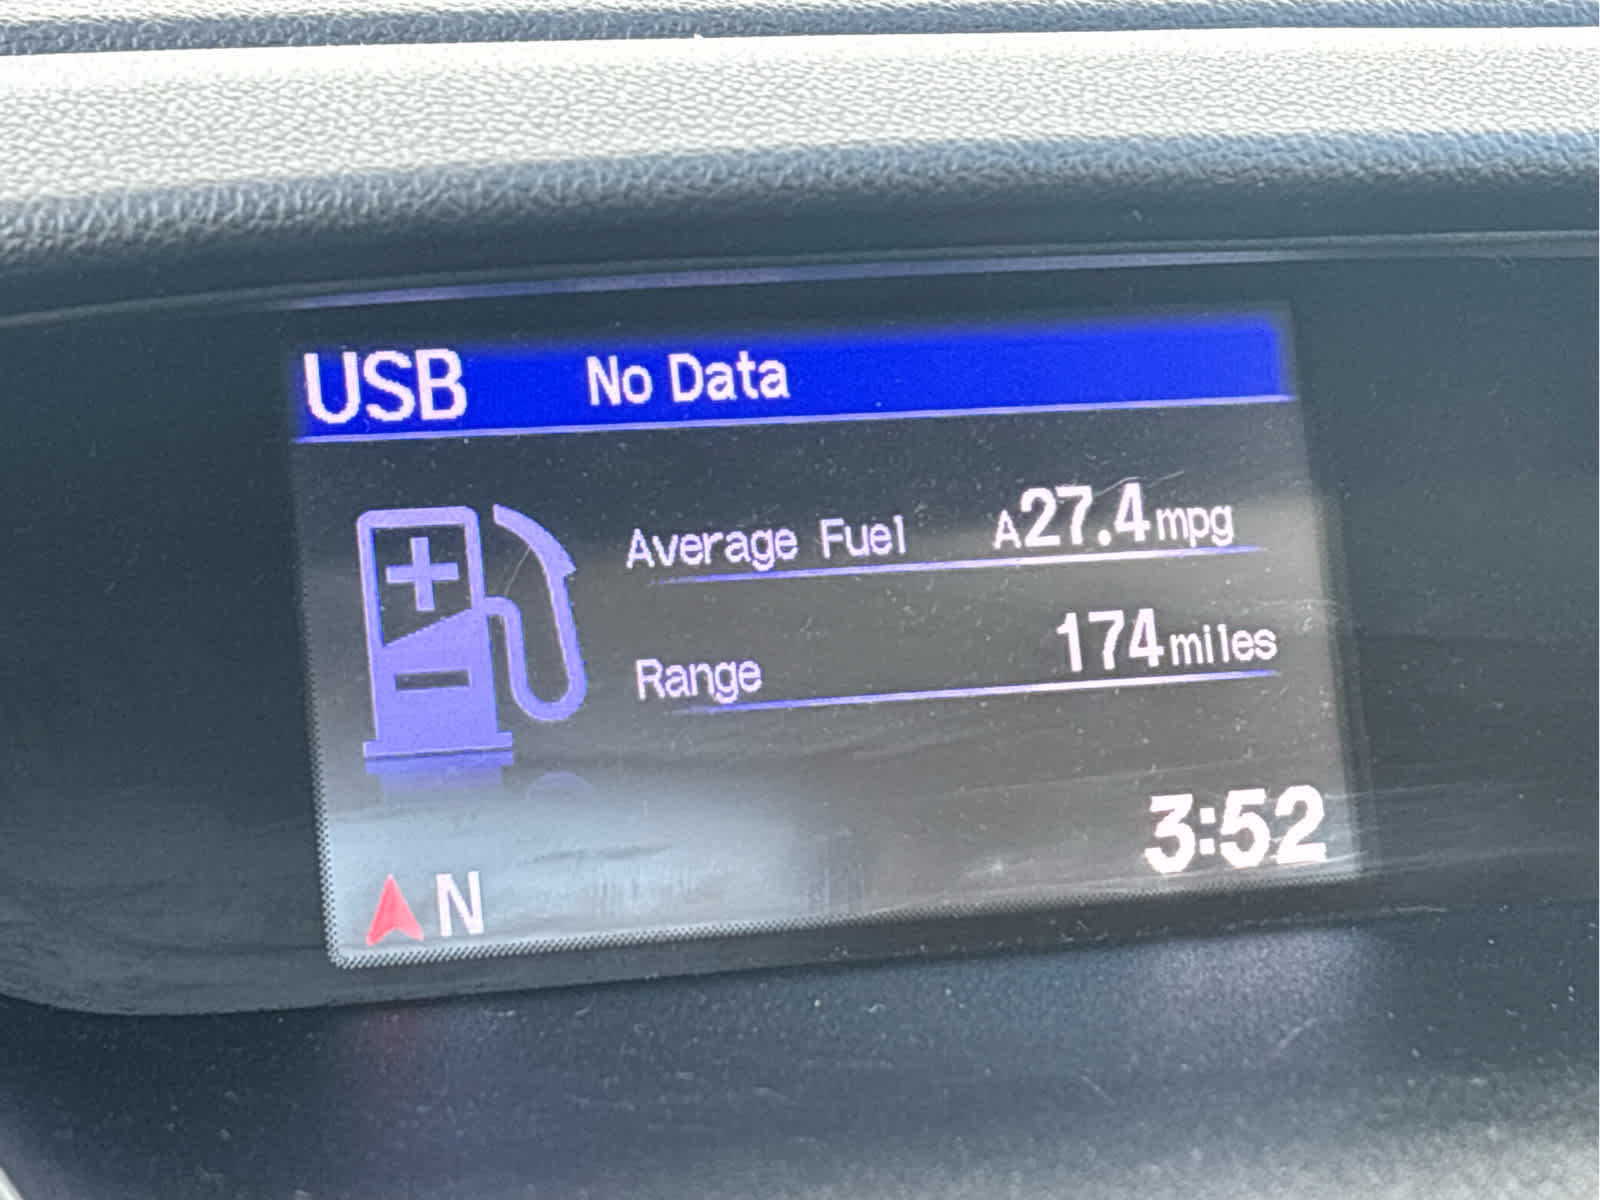 USB No Data
Average Fuel A27.4mpg
Range 174miles
3:52
N